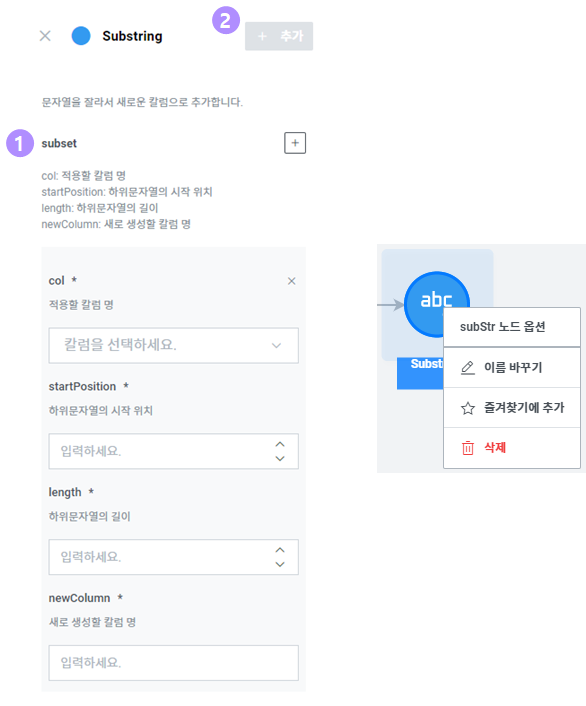 Substring
2
+ 추가
문자열을 잘라서 새로운 칼럼으로 추가합니다.
1
subset
+
col: 적용할 칼럼 명
startPosition: 하위문자열의 시작 위치
length: 하위문자열의 길이
newColumn: 새로 생성할 칼럼 명
col *
적용할 칼럼 명
칼럼을 선택하세요.
startPosition *
하위문자열의 시작 위치
입력하세요.
length *
하위문자열의 길이
입력하세요.
newColumn *
새로 생성할 칼럼 명
입력하세요.
abc
Subst
subStr 노드 옵션
이름 바꾸기
즐겨찾기에 추가
삭제